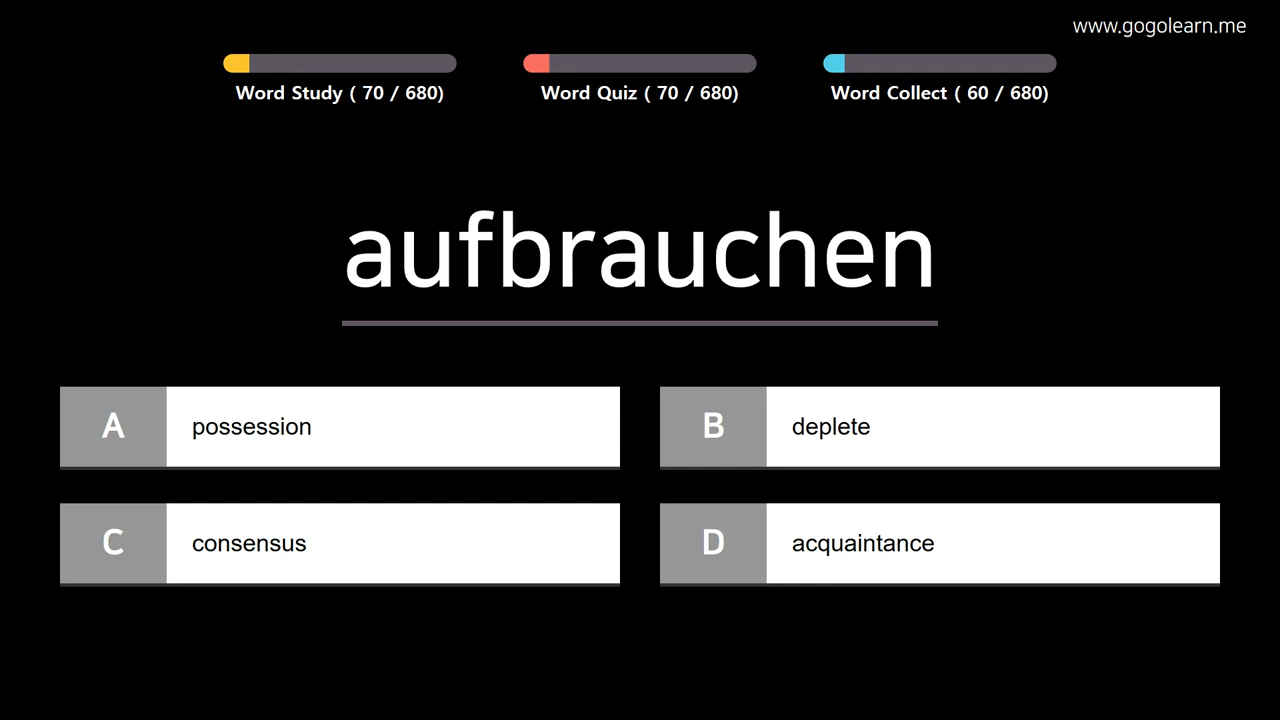 www.gogolearn.me
Word Study ( 70 / 680)
Word Quiz ( 70 / 680)
Word Collect ( 60 / 680)
aufbrauchen
A possession
B deplete
C consensus
D acquaintance